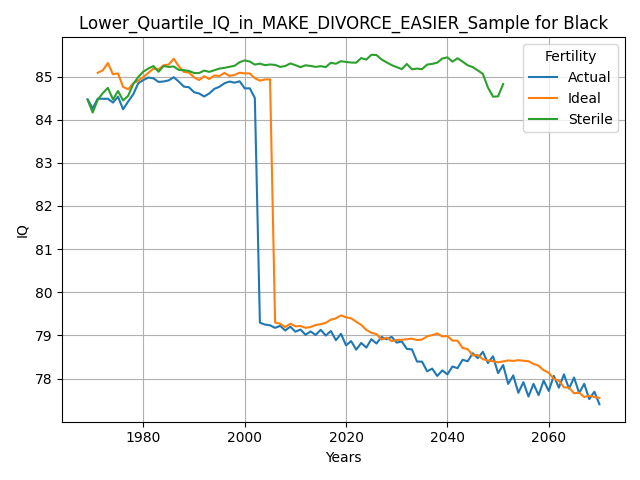 Lower_Quartile_IQ_in_MAKE_DIVORCE_EASIER_Sample for Black
Fertility
Actual
Ideal
Sterile
IQ
85
84
83
82
81
80
79
78
1980
2000
2020
2040
2060
Years